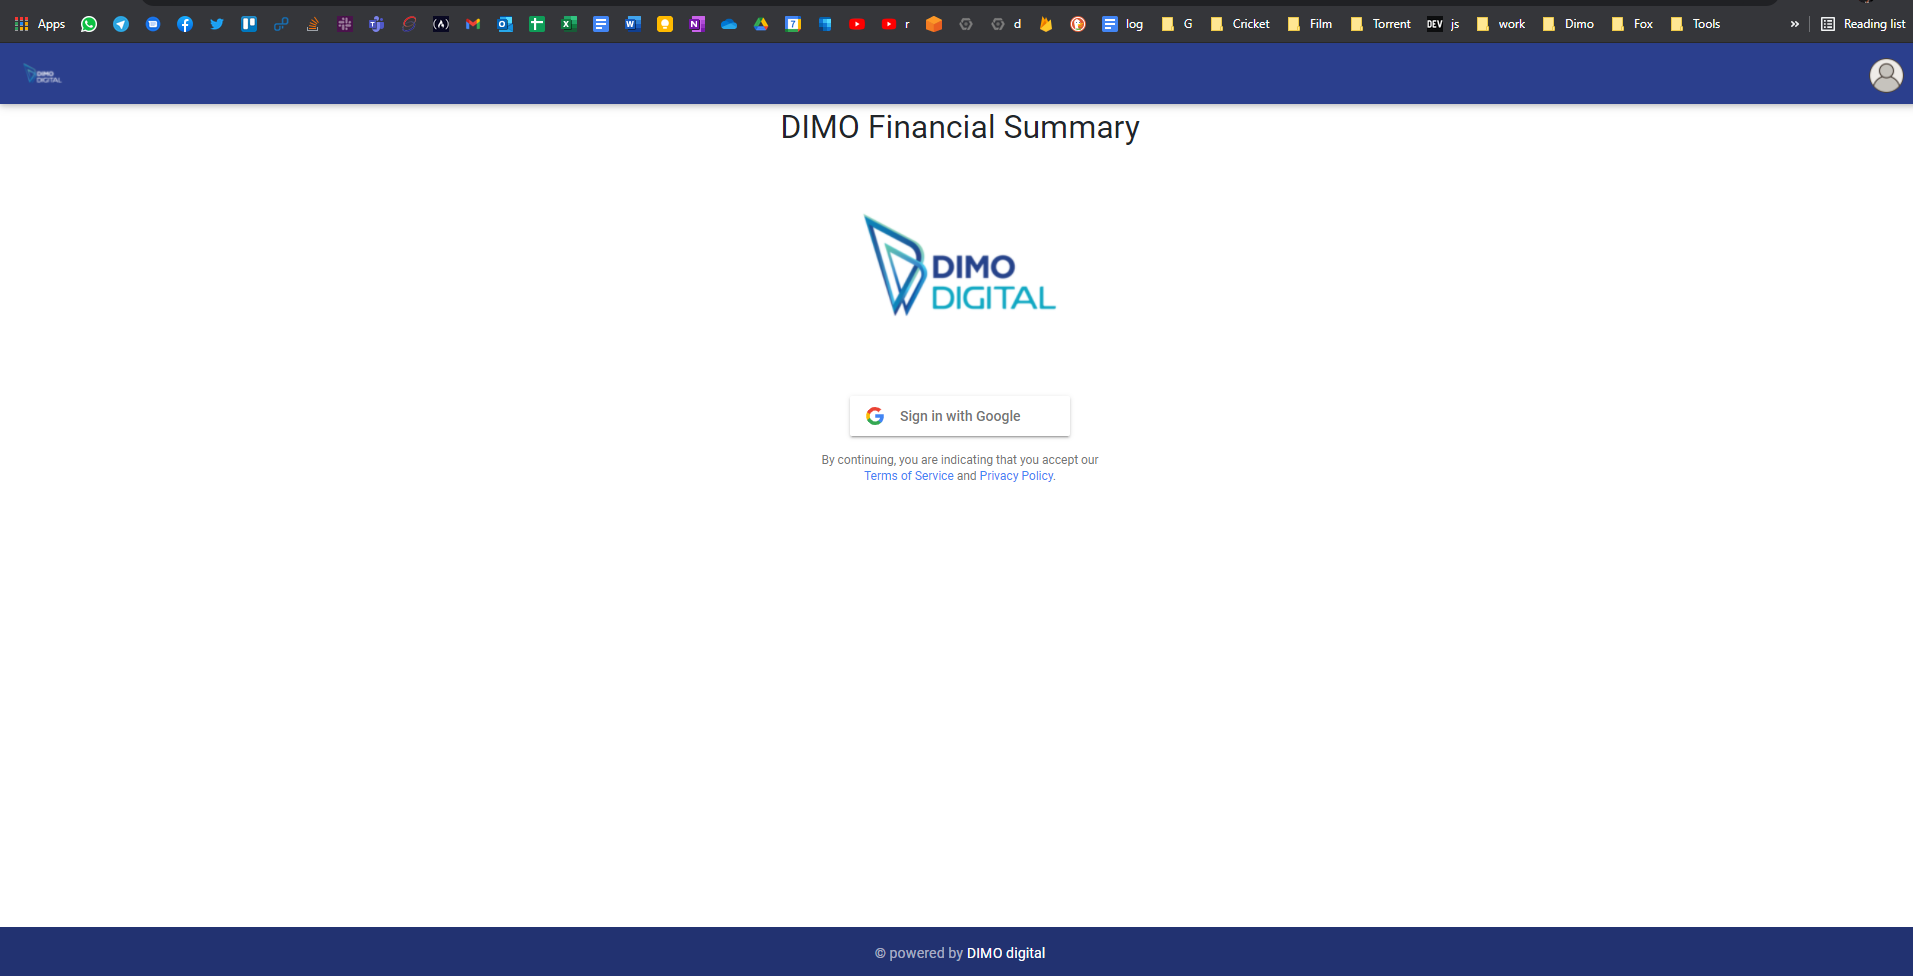 Apps r d log G Cricket Film Torrent DEV js work Dimo Fox Tools » Reading list
DIMO
DIGITAL
DIMO Financial Summary
DIMO
DIGITAL
Sign in with Google
By continuing, you are indicating that you accept our
Terms of Service and Privacy Policy.
© powered by DIMO digital